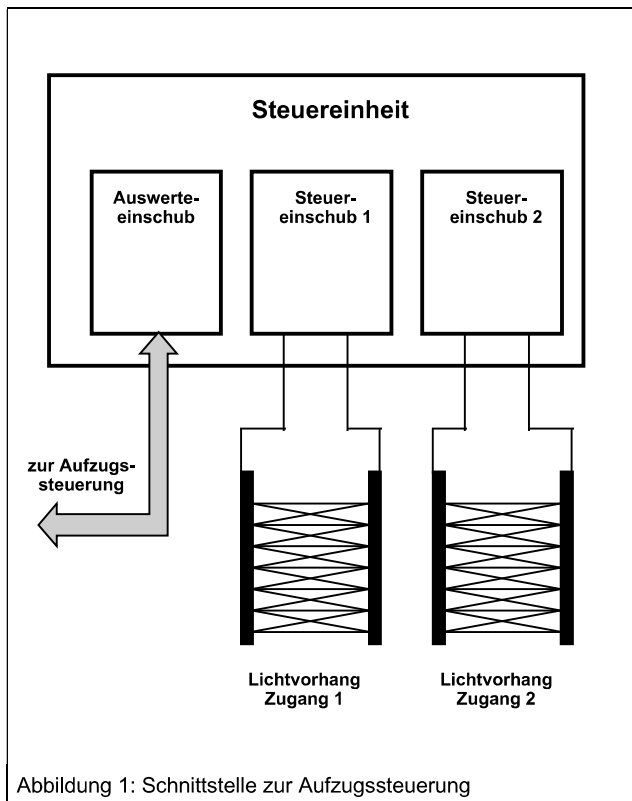 Steuereinheit
Auswerte-
einschub
Steuer-
einschub 1
Steuer-
einschub 2
zur Aufzugs-
steuerung
Lichtvorhang
Zugang 1
Lichtvorhang
Zugang 2
Abbildung 1: Schnittstelle zur Aufzugssteuerung